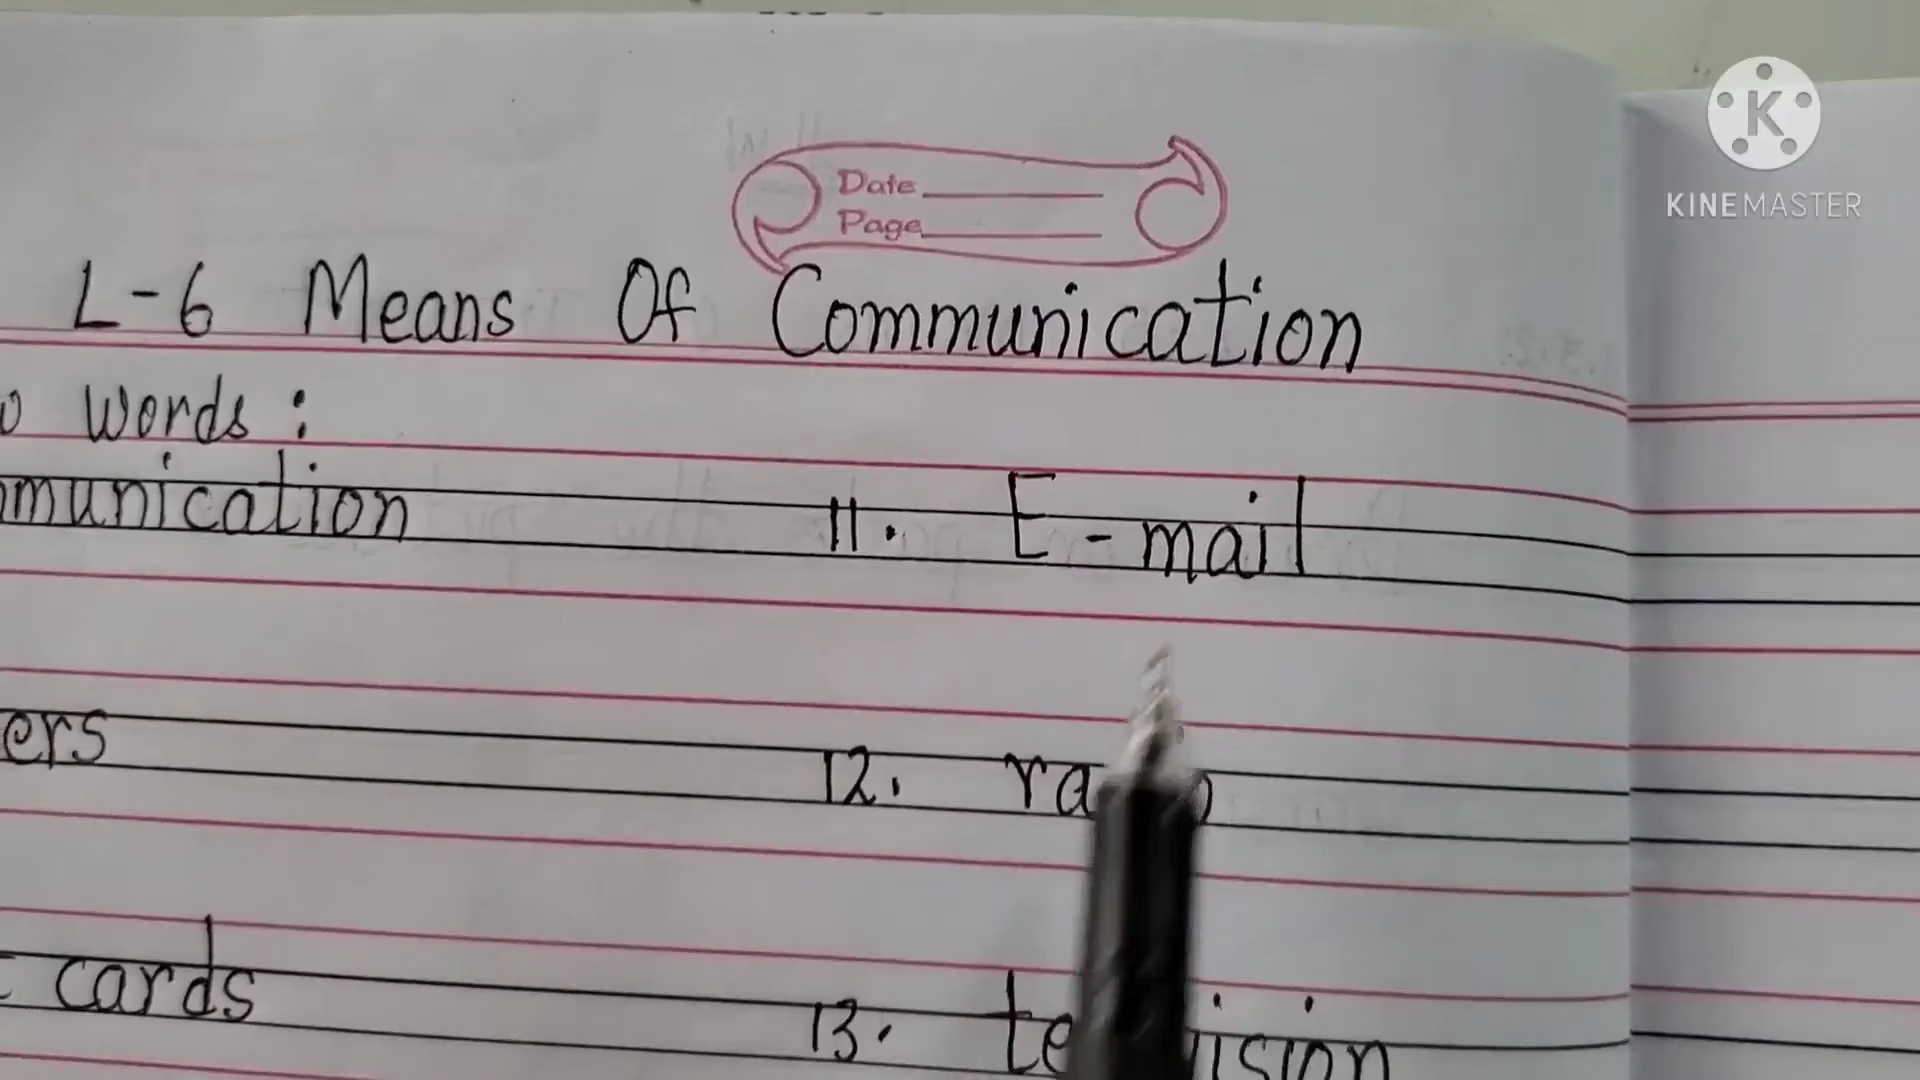 Date
Page
KINEMASTER
L-6 Means Of Communication
words :
munication
11. E-mail
ers
12.
cards
13.